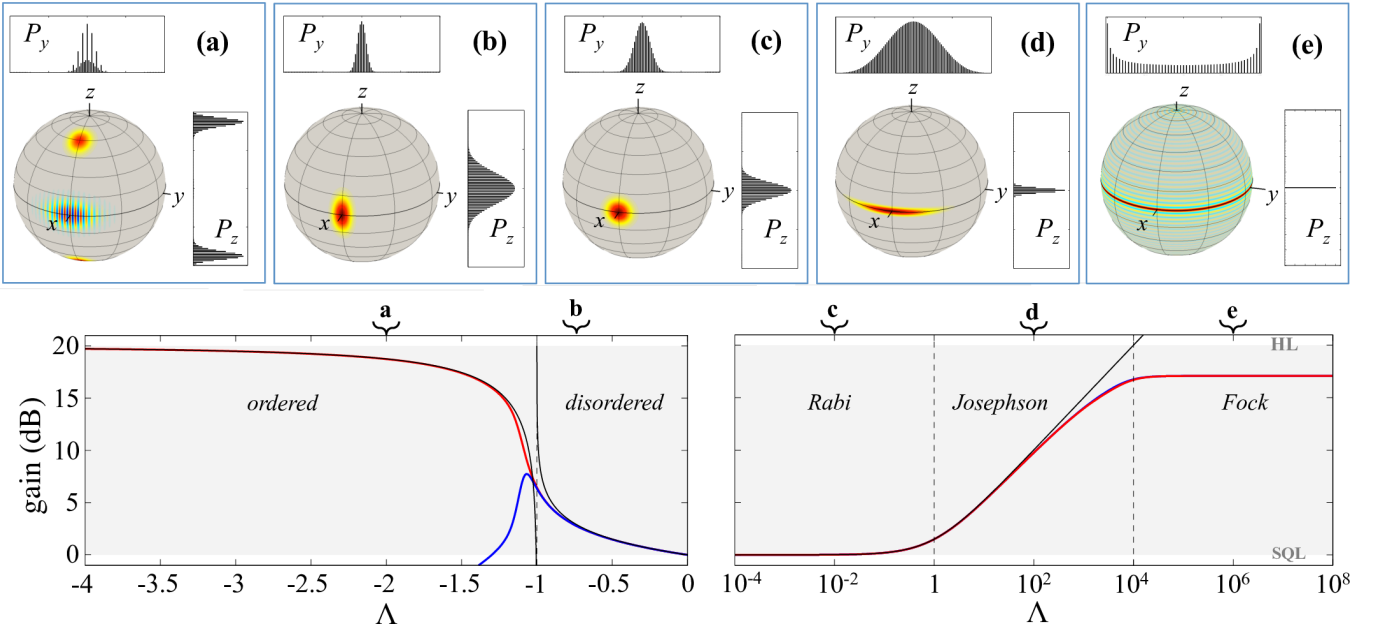 P_y (a)
z
y
x
P_z
P_y (b)
z
y
x
P_z
P_y (c)
z
y
x
P_z
P_y (d)
z
y
x
P_z
P_y (e)
z
y
x
P_z
a b
gain (dB)
20
15
10
5
0
ordered disordered
-4 -3.5 -3 -2.5 -2 -1.5 -1 -0.5 0
Λ
c d e
HL
Rabi Josephson Fock
SQL
10^-4 10^-2 1 10^2 10^4 10^6 10^8
Λ